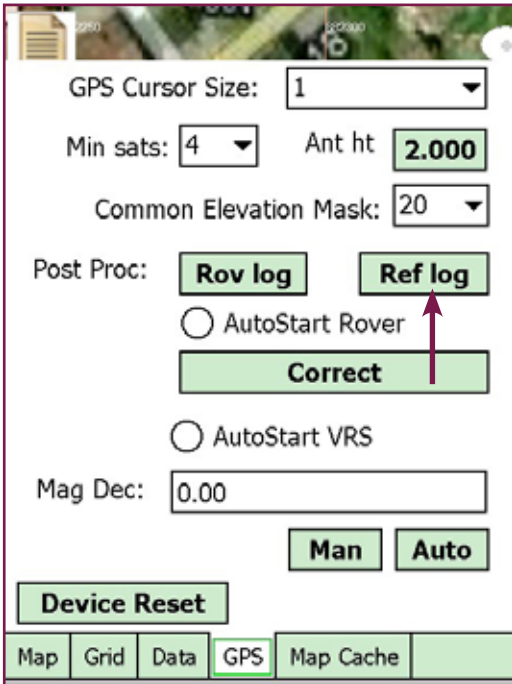 2250 682300
GPS Cursor Size: 1
Min sats: 4 Ant ht 2.000
Common Elevation Mask: 20
Post Proc: Rov log Ref log
AutoStart Rover
Correct
AutoStart VRS
Mag Dec: 0.00
Man Auto
Device Reset
Map Grid Data GPS Map Cache